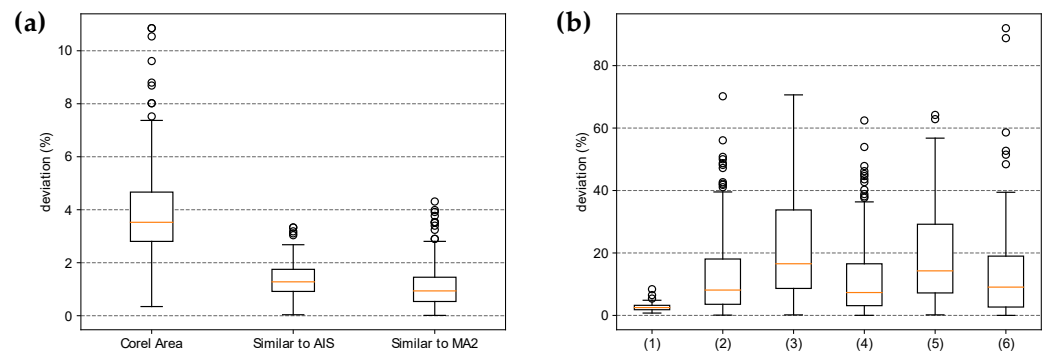 (a)
deviation (%)
10
8
6
4
2
0
Corel Area Similar to AIS Similar to MA2
(b)
deviation (%)
80
60
40
20
0
(1) (2) (3) (4) (5) (6)